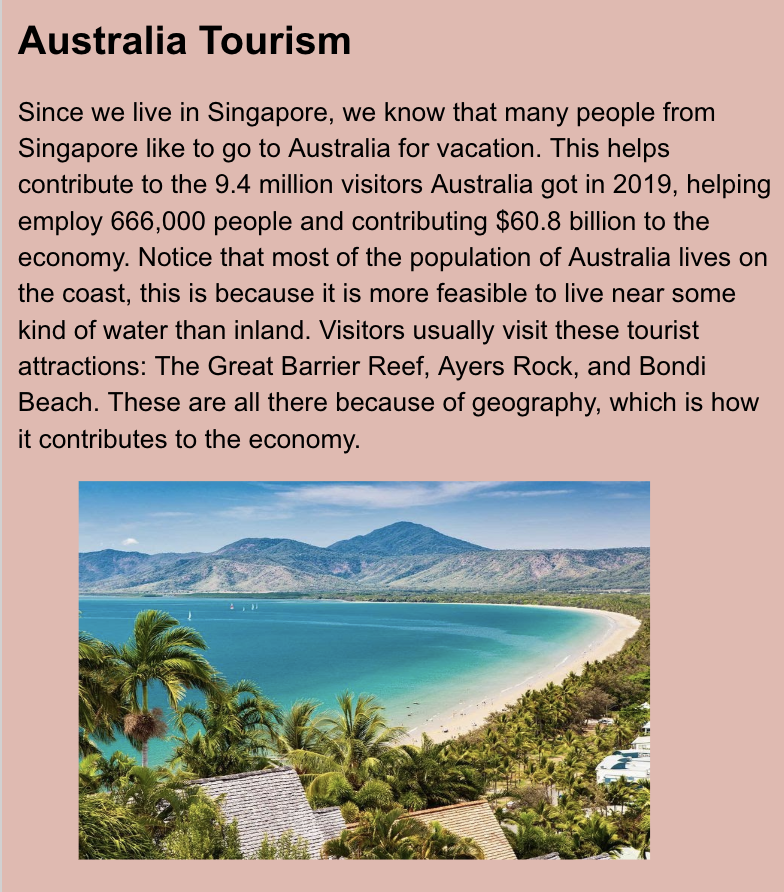 Australia Tourism
Since we live in Singapore, we know that many people from
Singapore like to go to Australia for vacation. This helps
contribute to the 9.4 million visitors Australia got in 2019, helping
employ 666,000 people and contributing $60.8 billion to the
economy. Notice that most of the population of Australia lives on
the coast, this is because it is more feasible to live near some
kind of water than inland. Visitors usually visit these tourist
attractions: The Great Barrier Reef, Ayers Rock, and Bondi
Beach. These are all there because of geography, which is how
it contributes to the economy.